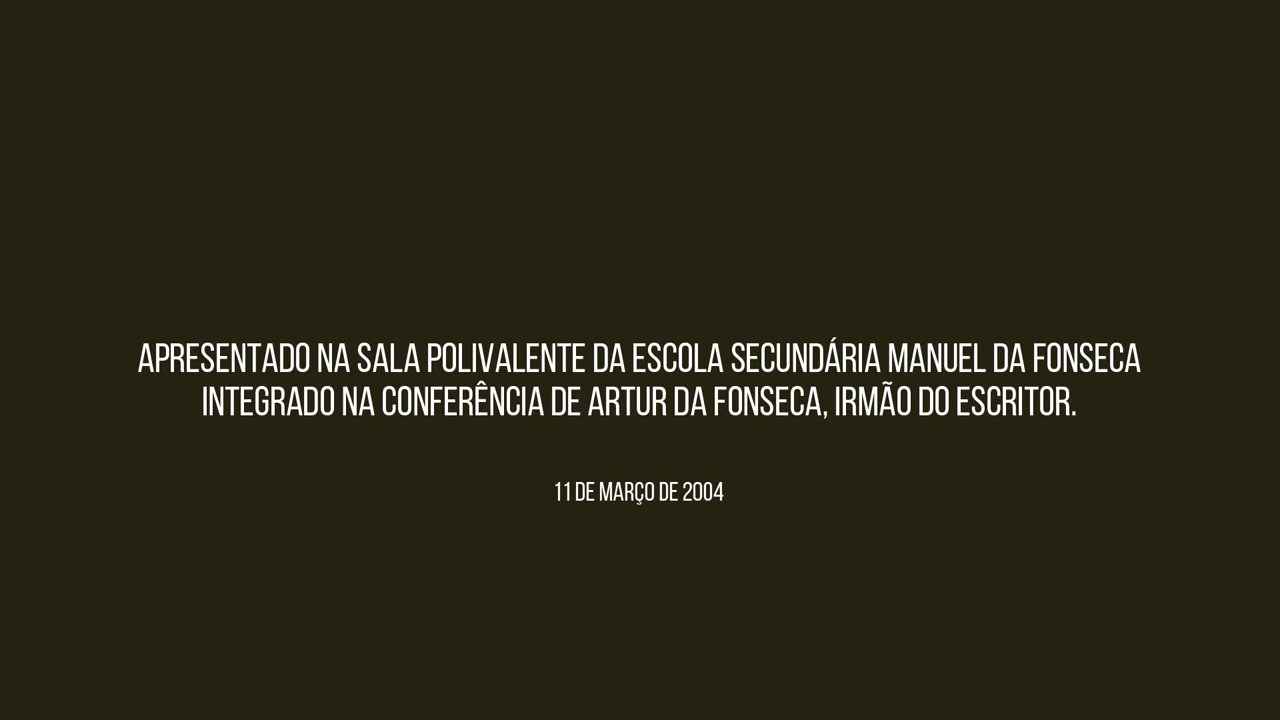 APRESENTADO NA SALA POLIVALENTE DA ESCOLA SECUNDÁRIA MANUEL DA FONSECA
INTEGRADO NA CONFERÊNCIA DE ARTUR DA FONSECA, IRMÃO DO ESCRITOR.
11 DE MARÇO DE 2004